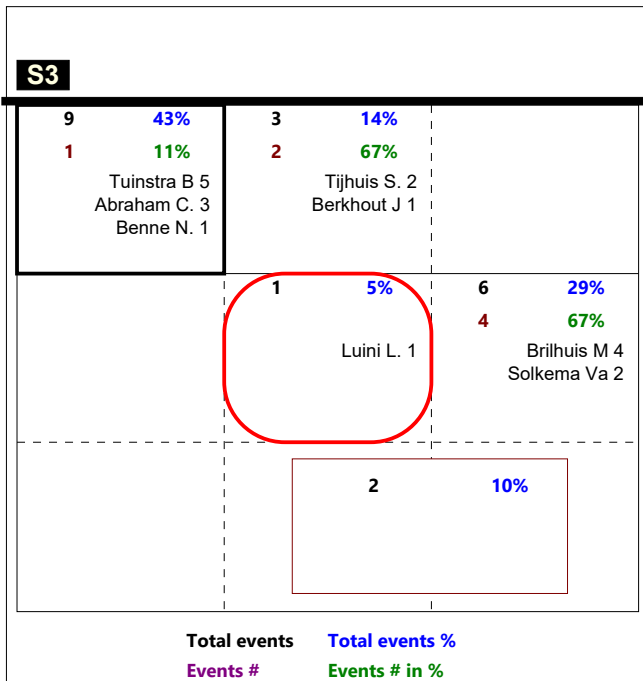 S3
9 43% 3 14%
1 11% 2 67%
Tuinstra B 5 Tijhuis S. 2
Abraham C. 3 Berkhout J 1
Benne N. 1
1 5% 6 29%
4 67%
Luini L. 1 Brilhuis M 4
Solkema Va 2
2 10%
Total events Total events %
Events # Events # in %